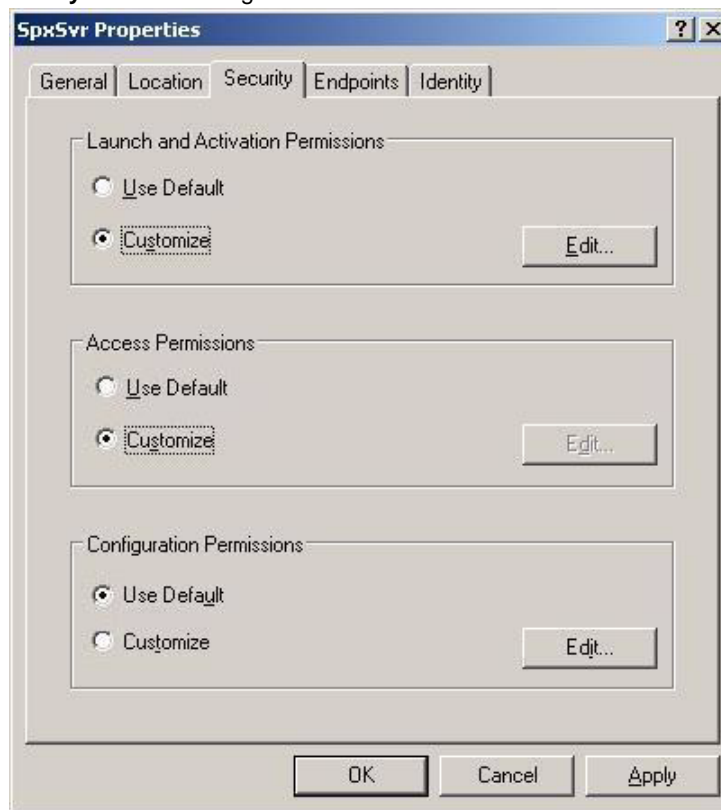 SpxSvr Properties
General Location Security Endpoints Identity
Launch and Activation Permissions
Use Default
Customize
Edit...
Access Permissions
Use Default
Customize
Edit...
Configuration Permissions
Use Default
Customize
Edit...
OK Cancel Apply